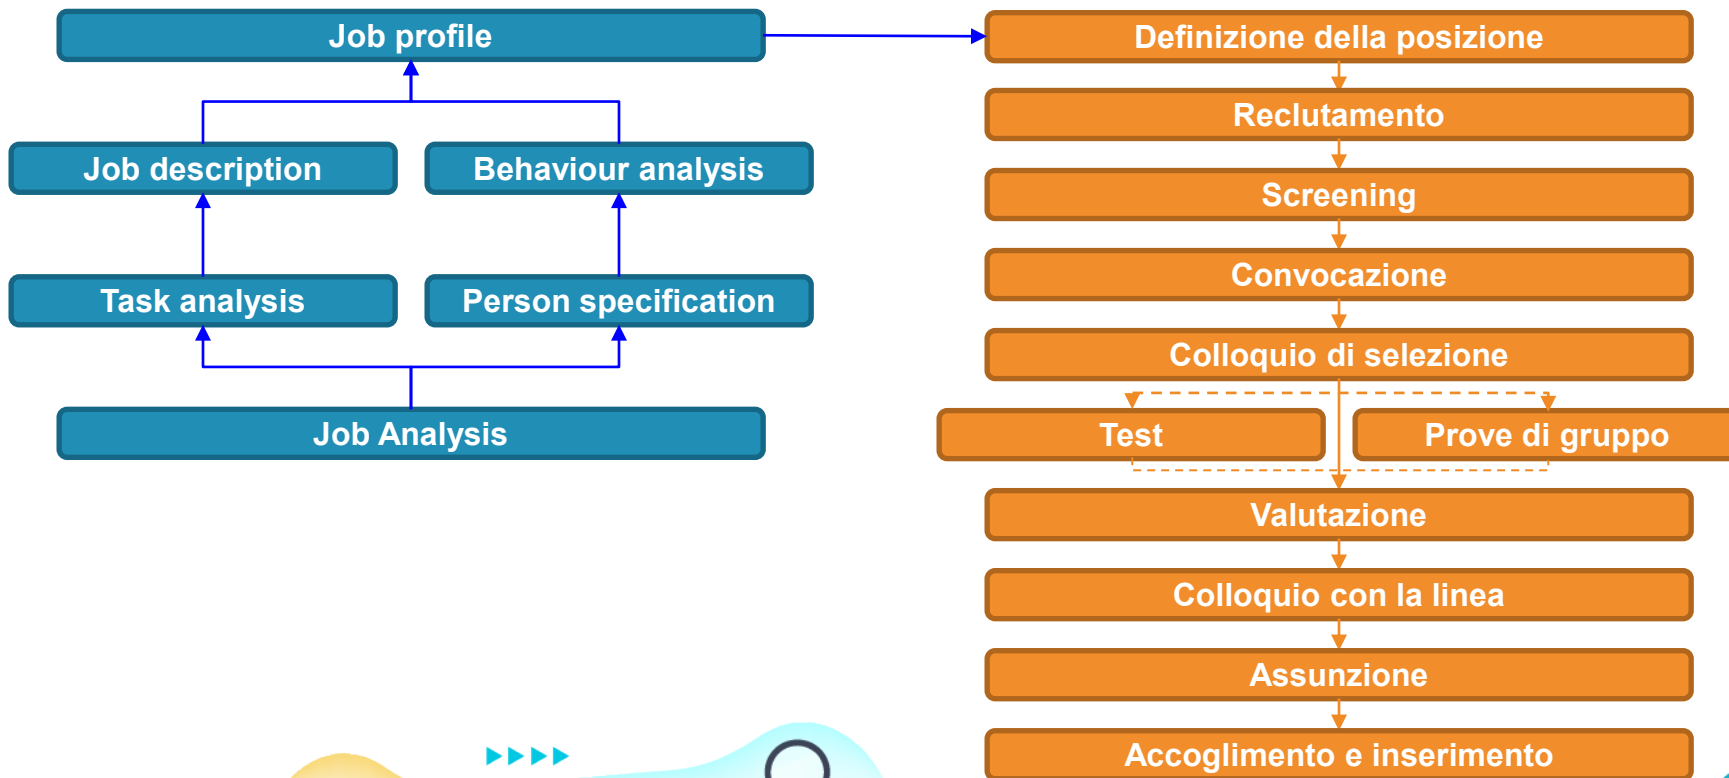 Job profile
Job description
Behaviour analysis
Task analysis
Person specification
Job Analysis
Definizione della posizione
Reclutamento
Screening
Convocazione
Colloquio di selezione
Test
Prove di gruppo
Valutazione
Colloquio con la linea
Assunzione
Accoglimento e inserimento